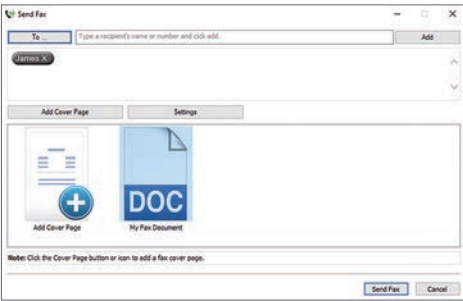 Send Fax
To ... Type a recipient's name or number and click add. Add
James X
Add Cover Page Settings
DOC
Add Cover Page My Fax Document
Note: Click the Cover Page button or icon to add a fax cover page.
Send Fax Cancel